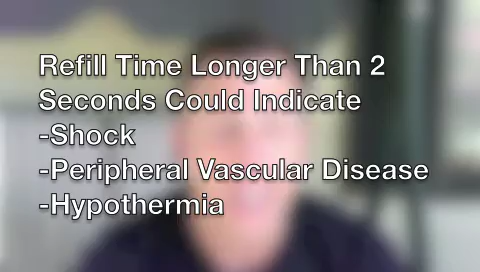 Refill Time Longer Than 2
Seconds Could Indicate
-Shock
-Peripheral Vascular Disease
-Hypothermia